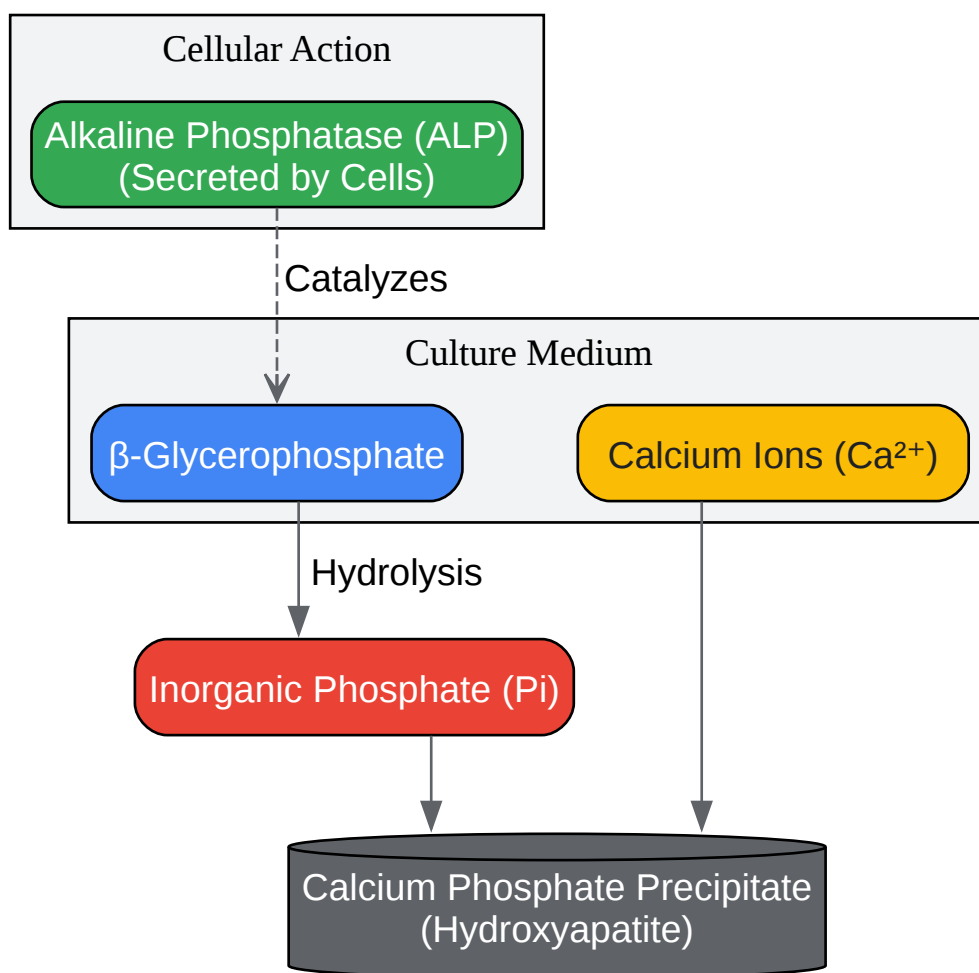 Cellular Action
Alkaline Phosphatase (ALP)
(Secreted by Cells)
Catalyzes
Culture Medium
β-Glycerophosphate
Calcium Ions (Ca²⁺)
Hydrolysis
Inorganic Phosphate (Pi)
Calcium Phosphate Precipitate
(Hydroxyapatite)